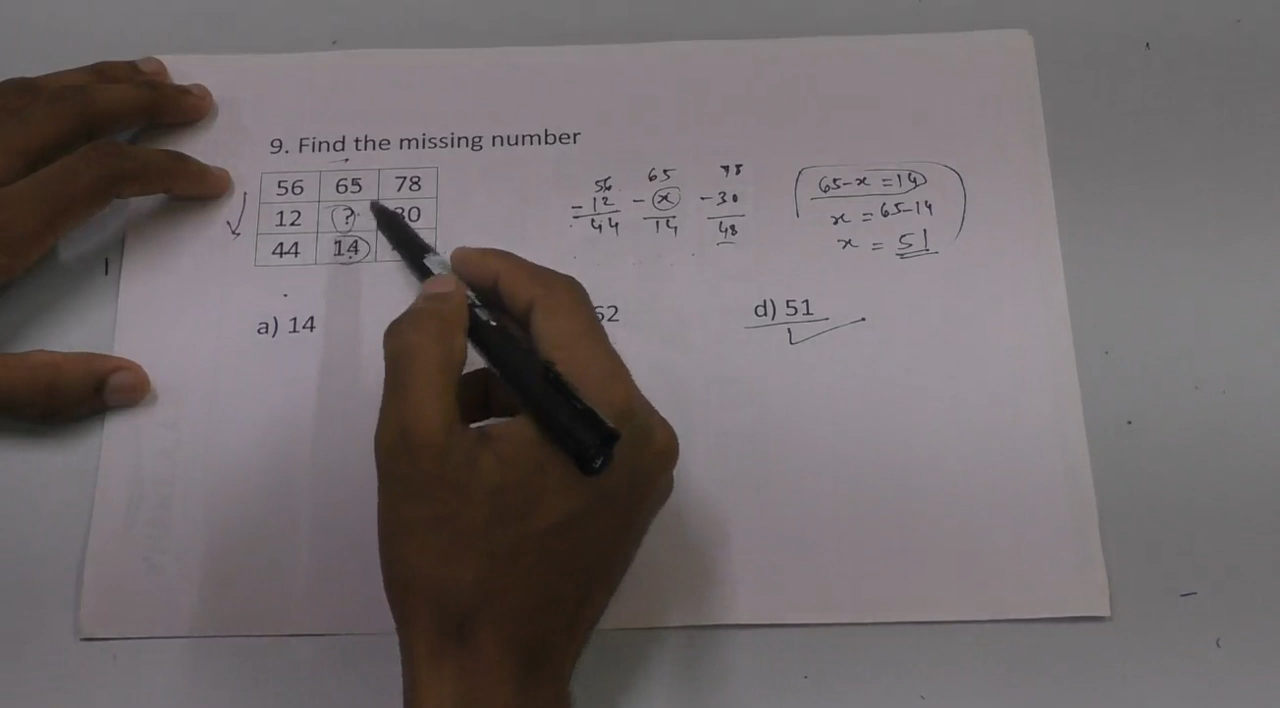 9. Find the missing number
56 65 78
12 ? 30
44 14
56 - 12 = 44
65 - x = 14
78 - 30 = 48
65-x = 14
x = 65-14
x = 51
a) 14
62
d) 51